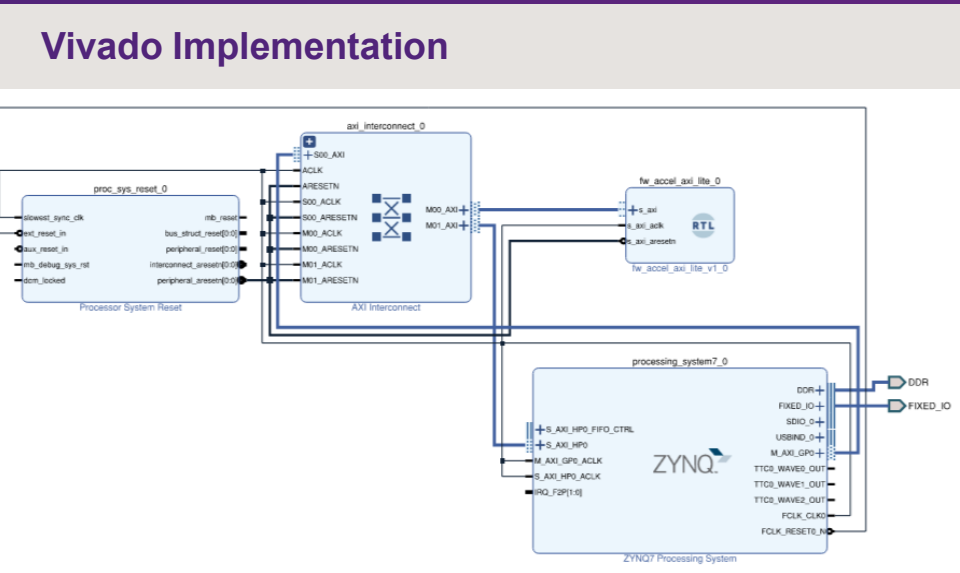 Vivado Implementation
proc_sys_reset_0
slowest_sync_clk
ext_reset_in
aux_reset_in
mb_debug_sys_rst
dcm_locked
mb_reset
bus_struct_reset[0:0]
peripheral_reset[0:0]
interconnect_aresetn[0:0]
peripheral_aresetn[0:0]
Processor System Reset
axi_interconnect_0
S00_AXI
ACLK
ARESETN
S00_ACLK
S00_ARESETN
M00_ACLK
M00_ARESETN
M01_ACLK
M01_ARESETN
M00_AXI
M01_AXI
AXI Interconnect
fw_accel_axi_lite_0
s_axi
s_axi_aclk
s_axi_aresetn
RTL
fw_accel_axi_lite_v1_0
processing_system7_0
S_AXI_HP0_FIFO_CTRL
S_AXI_HP0
M_AXI_GP0_ACLK
S_AXI_HP0_ACLK
IRQ_F2P[1:0]
ZYNQ
DDR
FIXED_IO
SDIO_0
USBIND_0
M_AXI_GP0
TTC0_WAVE0_OUT
TTC0_WAVE1_OUT
TTC0_WAVE2_OUT
FCLK_CLK0
FCLK_RESET0_N
ZYNQ7 Processing System
DDR
FIXED_IO